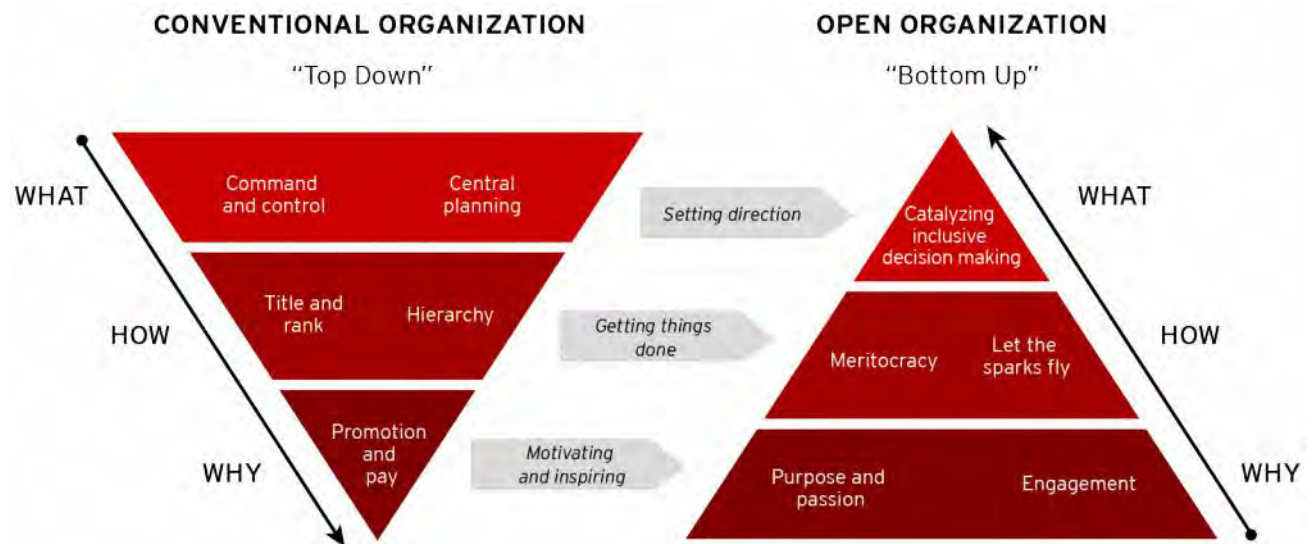 CONVENTIONAL ORGANIZATION
"Top Down"
WHAT
HOW
WHY
Command
and control
Central
planning
Title and
rank
Hierarchy
Promotion
and
pay
Setting direction
Getting things
done
Motivating
and inspiring
OPEN ORGANIZATION
"Bottom Up"
Catalyzing
inclusive
decision making
Meritocracy
Let the
sparks fly
Purpose and
passion
Engagement
WHAT
HOW
WHY